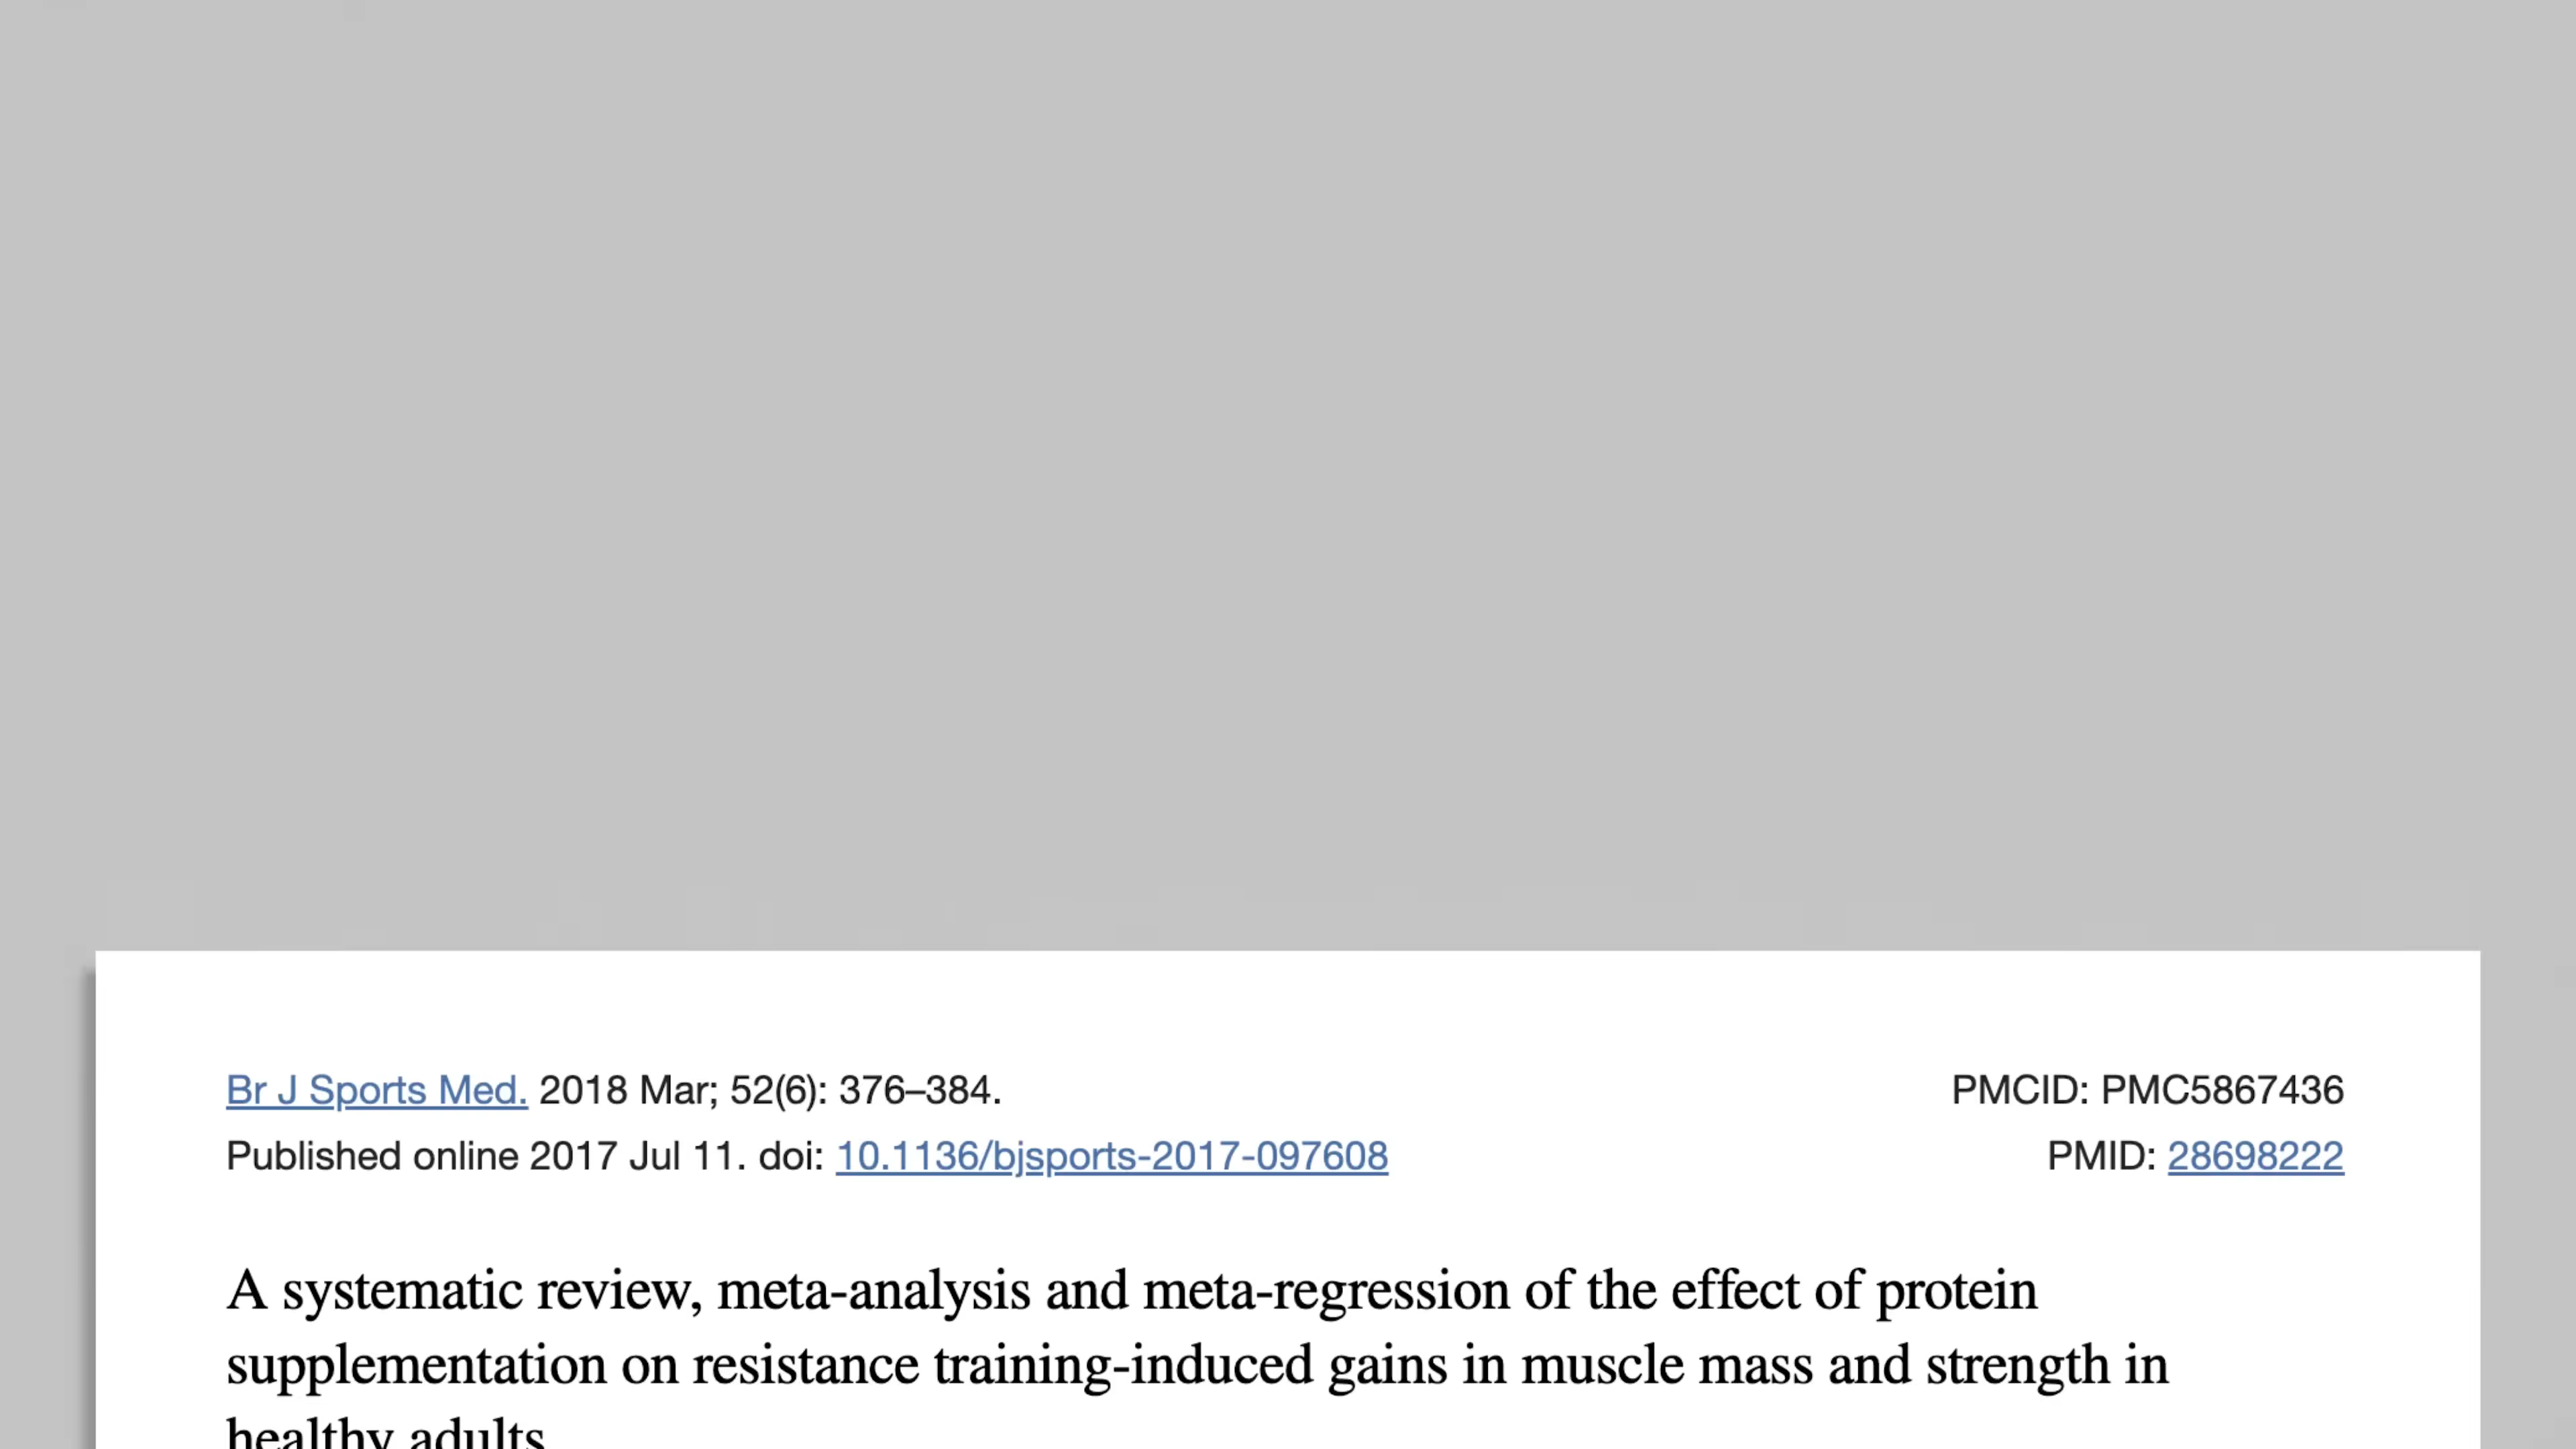 Br J Sports Med. 2018 Mar; 52(6): 376–384.
PMCID: PMC5867436
Published online 2017 Jul 11. doi: 10.1136/bjsports-2017-097608
PMID: 28698222
A systematic review, meta-analysis and meta-regression of the effect of protein
supplementation on resistance training-induced gains in muscle mass and strength in
healthy adults